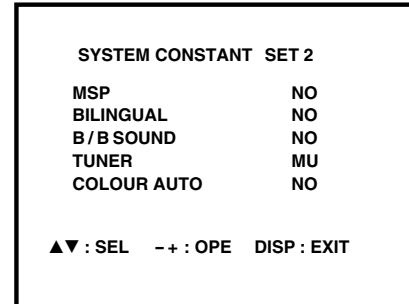 SYSTEM CONSTANT SET 2
MSP NO
BILINGUAL NO
B / B SOUND NO
TUNER MU
COLOUR AUTO NO
▲▼ : SEL – + : OPE DISP : EXIT